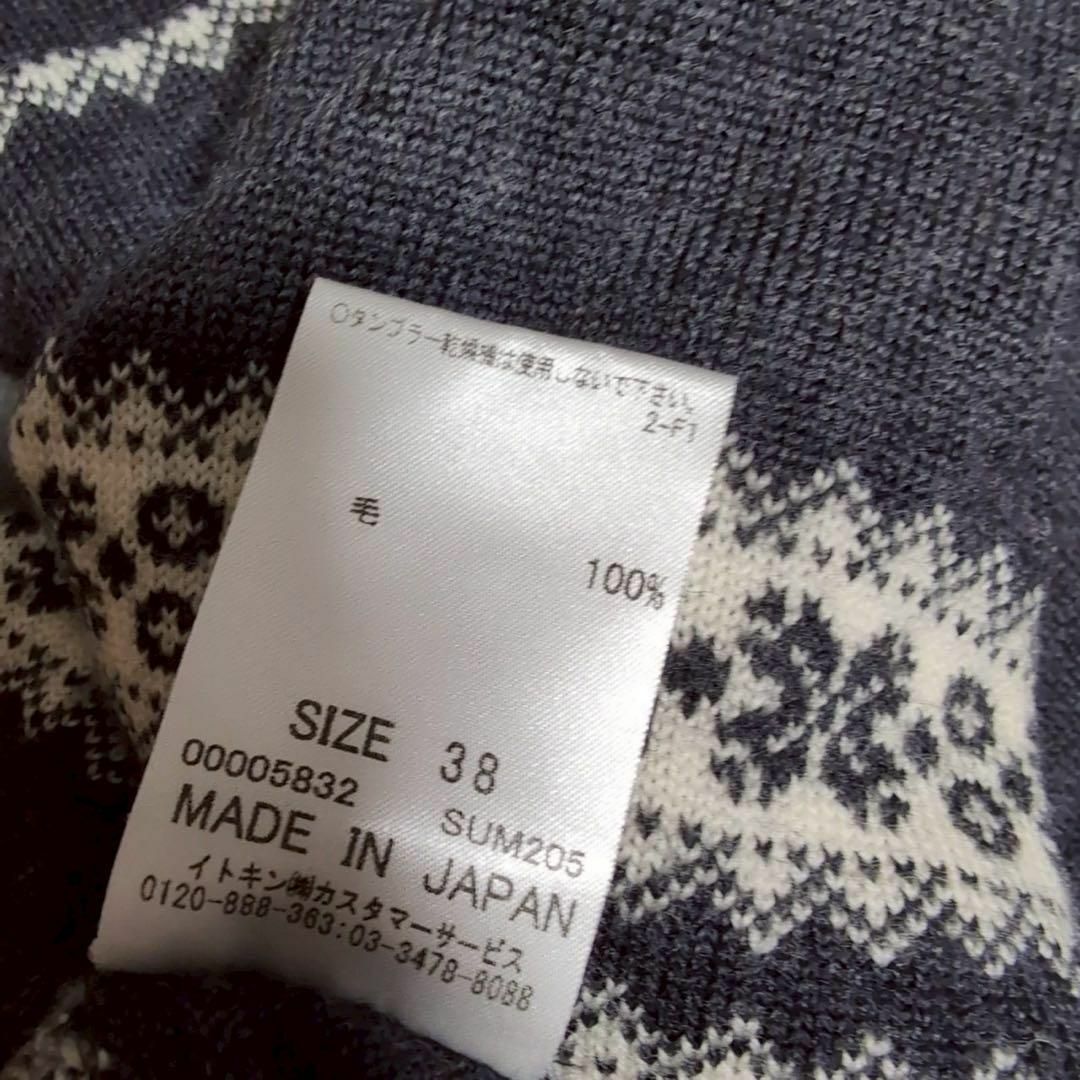 ○タンブラー乾燥機は使用しないで下さい。
2-F1
毛
100%
SIZE 38
00005832 SUM205
MADE IN JAPAN
イトキン㈱カスタマーサービス
0120-888-363:03-3478-8088